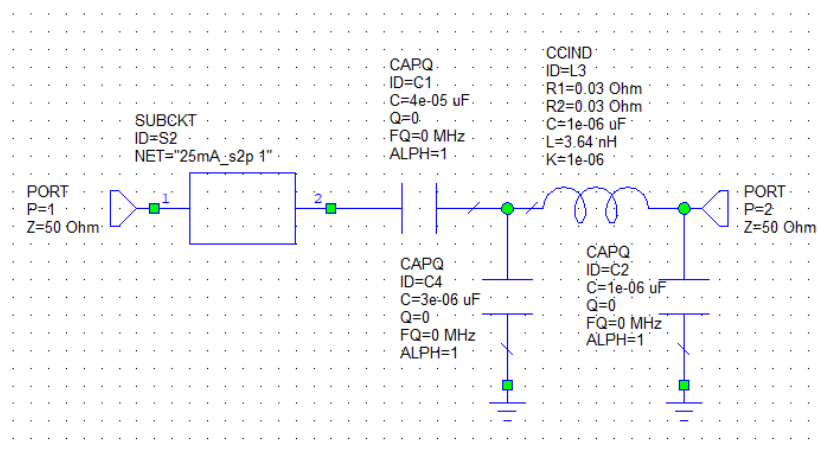 CCIND
ID=L3
R1=0.03 Ohm
R2=0.03 Ohm
C=1e-06 uF
L=3.64 nH
K=1e-06
CAPQ
ID=C1
C=4e-05 uF
Q=0
FQ=0 MHz
ALPH=1
SUBCKT
ID=S2
NET="25mA_s2p 1"
PORT
P=1
Z=50 Ohm
1
2
PORT
P=2
Z=50 Ohm
CAPQ
ID=C4
C=3e-06 uF
Q=0
FQ=0 MHz
ALPH=1
CAPQ
ID=C2
C=1e-06 uF
Q=0
FQ=0 MHz
ALPH=1